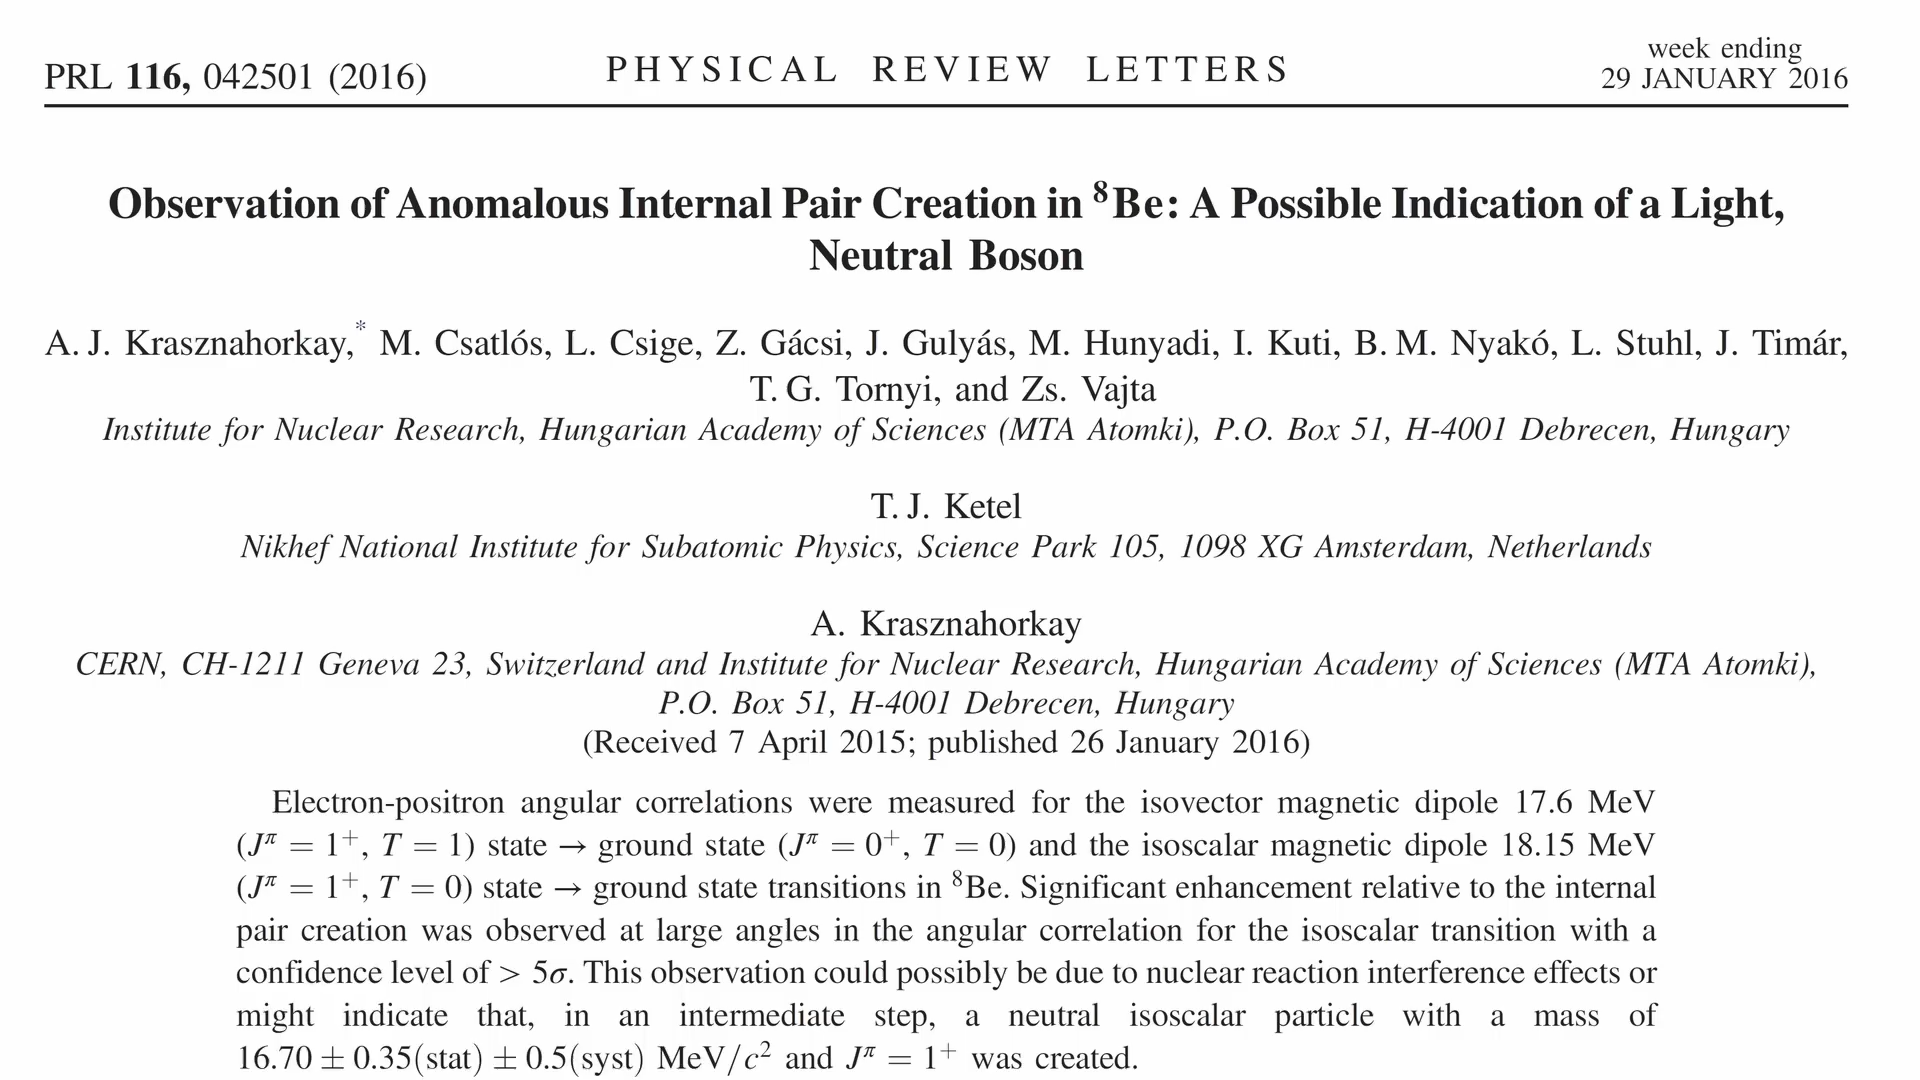 PRL 116, 042501 (2016)
PHYSICAL REVIEW LETTERS
week ending
29 JANUARY 2016
Observation of Anomalous Internal Pair Creation in ⁸Be: A Possible Indication of a Light,
Neutral Boson
A. J. Krasznahorkay,* M. Csatlós, L. Csige, Z. Gácsi, J. Gulyás, M. Hunyadi, I. Kuti, B. M. Nyakó, L. Stuhl, J. Timár,
T. G. Tornyi, and Zs. Vajta
Institute for Nuclear Research, Hungarian Academy of Sciences (MTA Atomki), P.O. Box 51, H-4001 Debrecen, Hungary
T. J. Ketel
Nikhef National Institute for Subatomic Physics, Science Park 105, 1098 XG Amsterdam, Netherlands
A. Krasznahorkay
CERN, CH-1211 Geneva 23, Switzerland and Institute for Nuclear Research, Hungarian Academy of Sciences (MTA Atomki),
P.O. Box 51, H-4001 Debrecen, Hungary
(Received 7 April 2015; published 26 January 2016)
Electron-positron angular correlations were measured for the isovector magnetic dipole 17.6 MeV
(Jᵖⁱ = 1⁺, T = 1) state → ground state (J^π = 0⁺, T = 0) and the isoscalar magnetic dipole 18.15 MeV
(J^π = 1⁺, T = 0) state → ground state transitions in ⁸Be. Significant enhancement relative to the internal
pair creation was observed at large angles in the angular correlation for the isoscalar transition with a
confidence level of > 5σ. This observation could possibly be due to nuclear reaction interference effects or
might indicate that, in an intermediate step, a neutral isoscalar particle with a mass of
16.70 ± 0.35(stat) ± 0.5(syst) MeV/c² and J^π = 1⁺ was created.